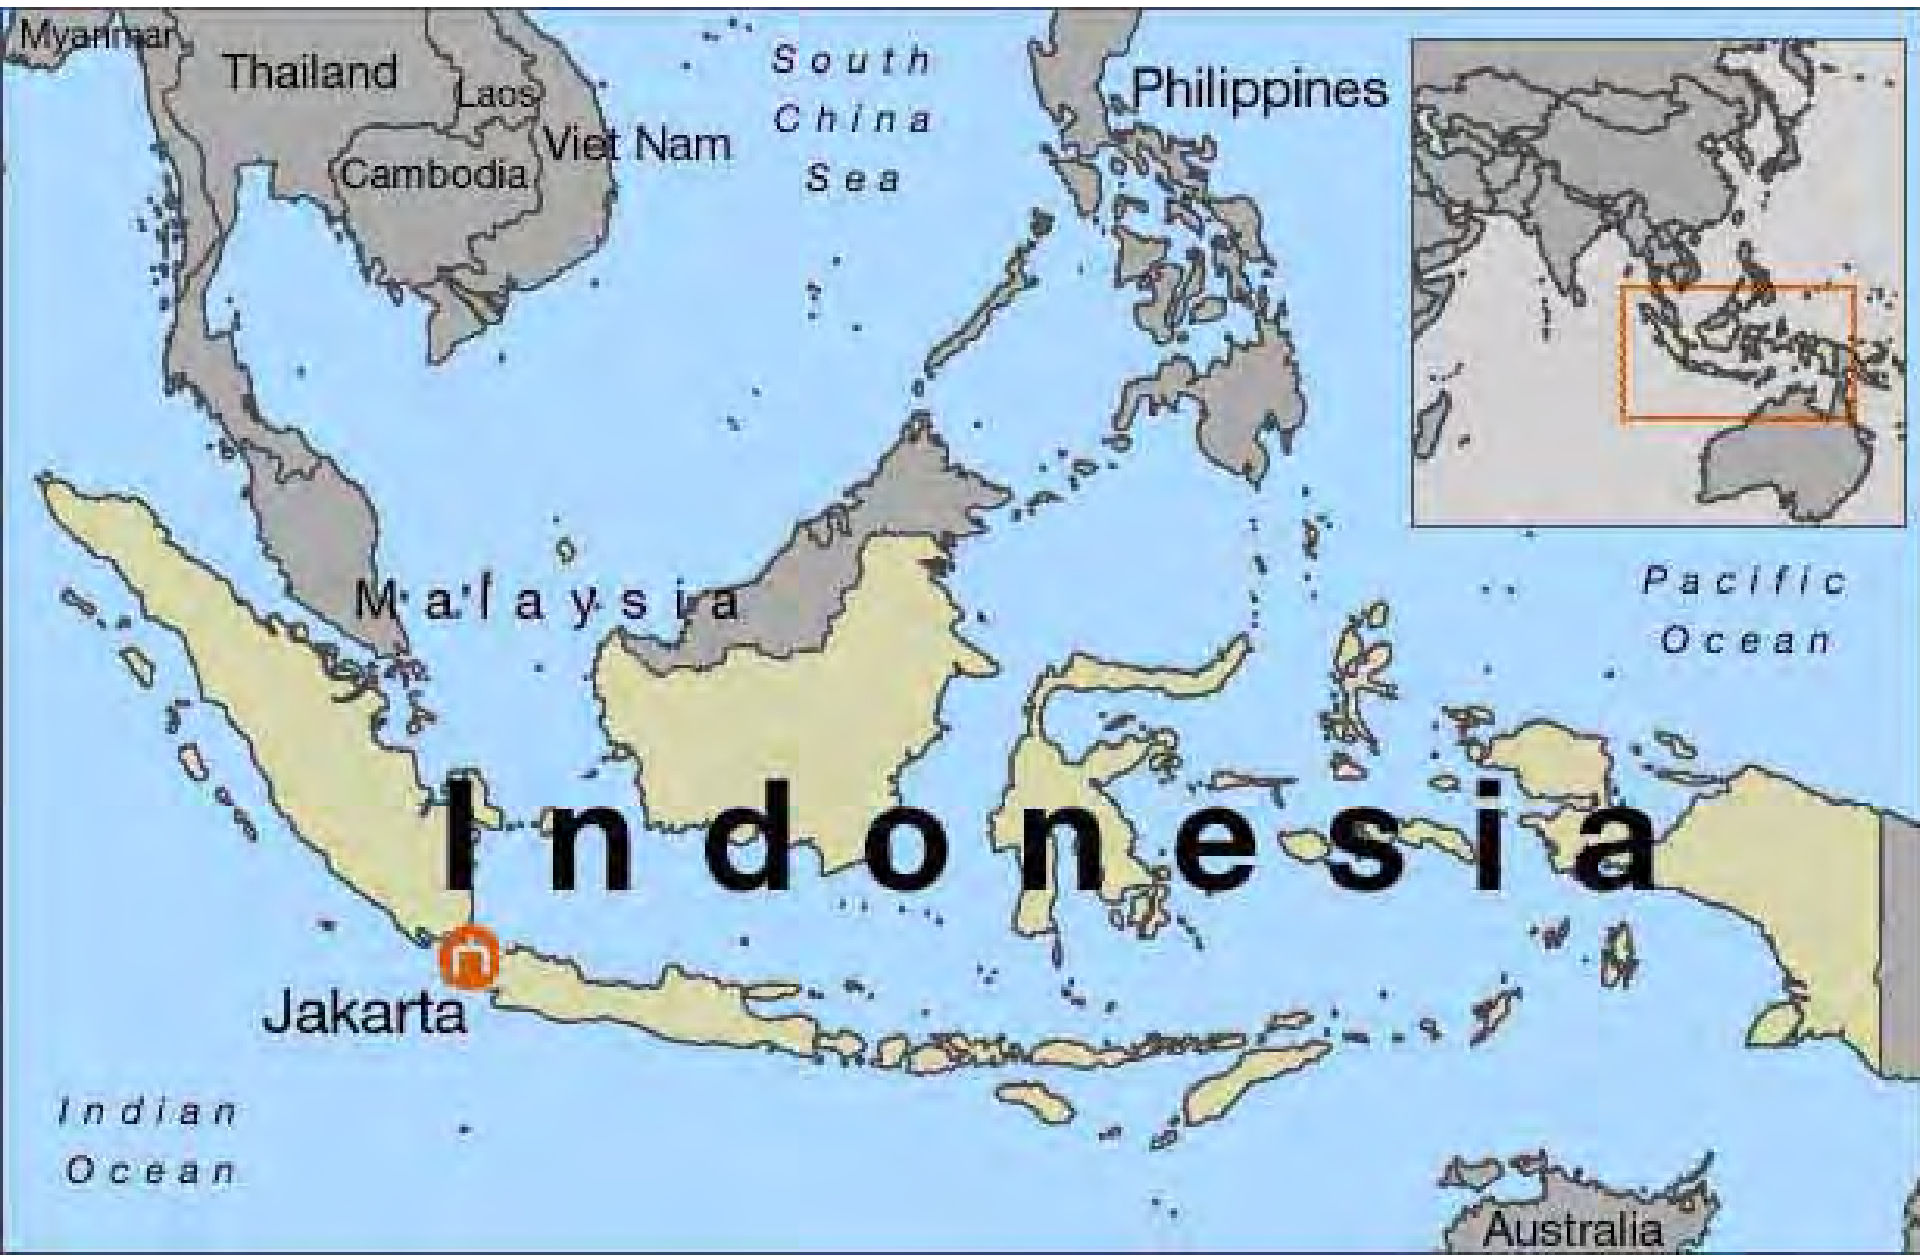 Myanmar
Thailand
Laos
Viet Nam
Cambodia
South
China
Sea
Philippines
Malaysia
Pacific
Ocean
Indonesia
Jakarta
Indian
Ocean
Australia